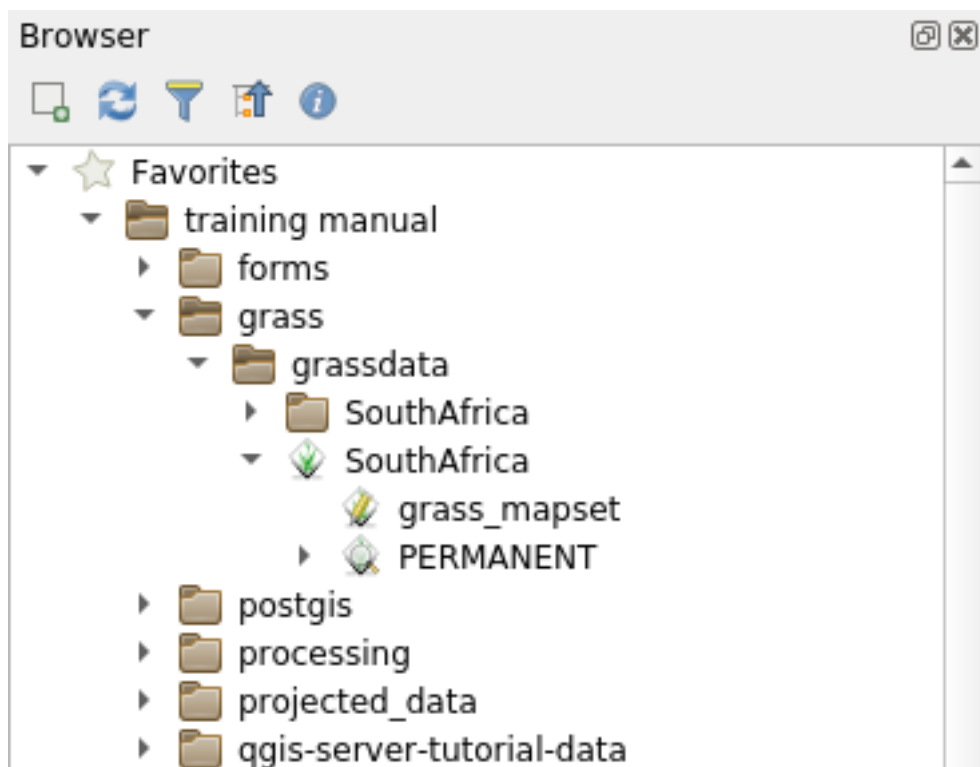 Browser
Favorites
training manual
forms
grass
grassdata
SouthAfrica
SouthAfrica
grass_mapset
PERMANENT
postgis
processing
projected_data
qgis-server-tutorial-data